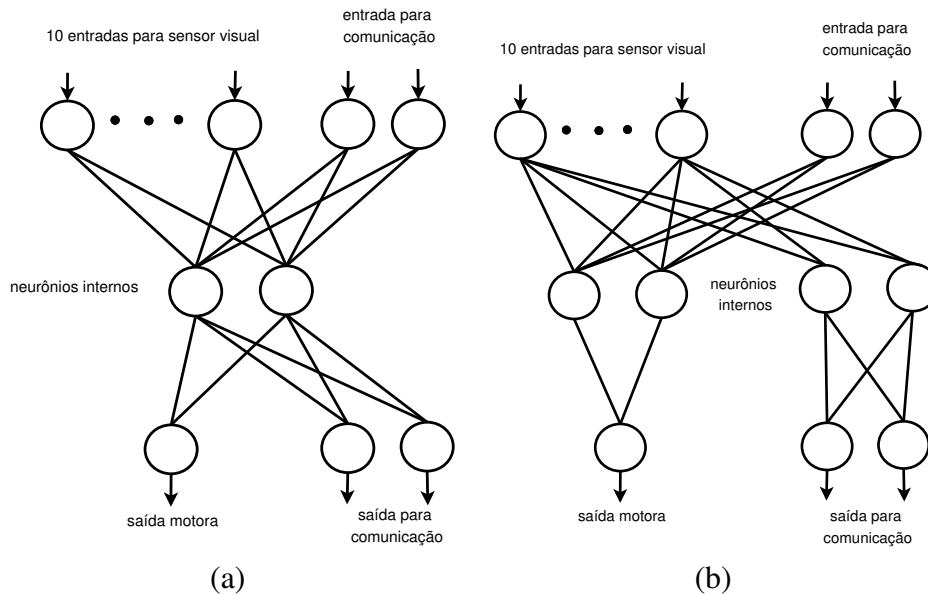 10 entradas para sensor visual
entrada para
comunicação
neurônios internos
saída motora
saída para
comunicação
(a)
10 entradas para sensor visual
entrada para
comunicação
neurônios
internos
saída motora
saída para
comunicação
(b)